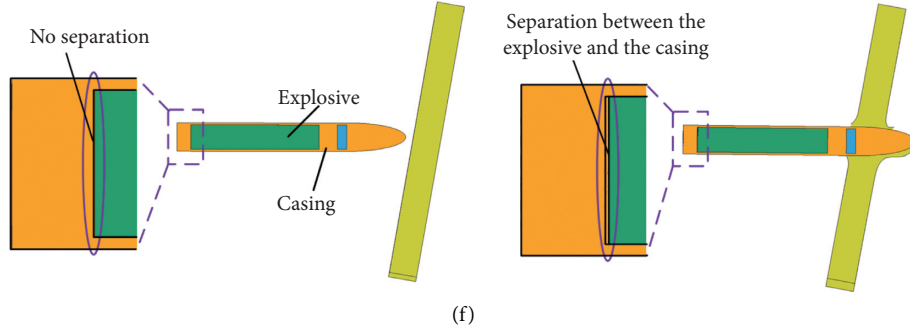 No separation
Explosive
Casing
Separation between the
explosive and the casing
(f)